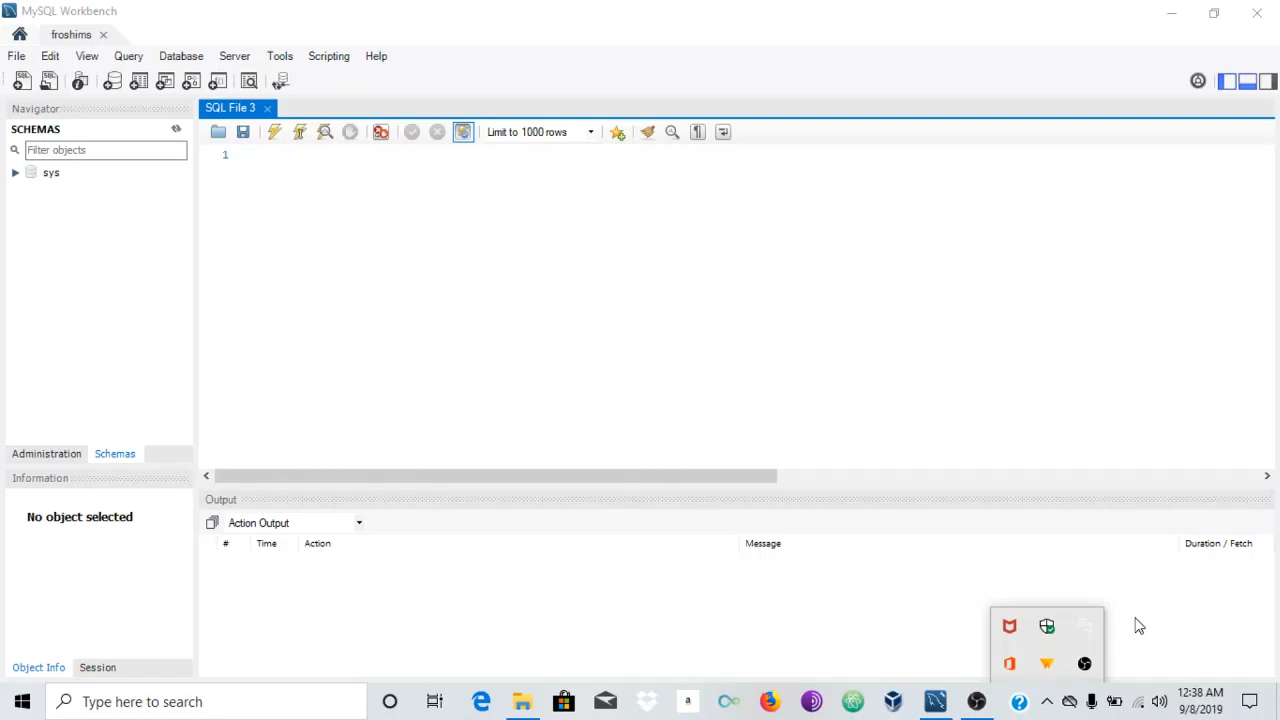 MySQL Workbench
froshims
File Edit View Query Database Server Tools Scripting Help
Navigator
SQL File 3
SCHEMAS
Limit to 1000 rows
Filter objects
1
sys
Administration Schemas
Information
Output
No object selected
Action Output
# Time Action Message Duration / Fetch
Object Info Session
Type here to search
a
12:38 AM
9/8/2019